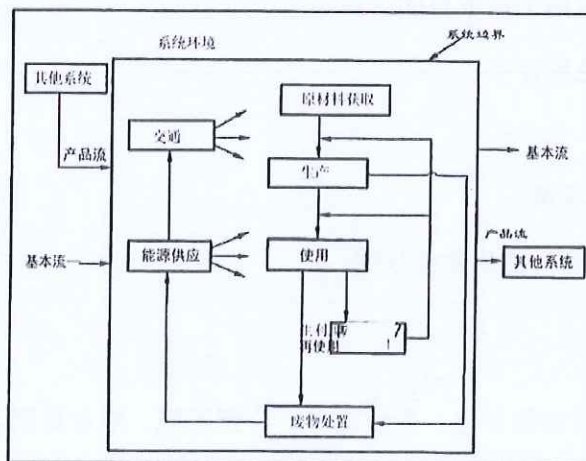 系统环境
系统边界
其他系统
原材料获取
交通
产品流
基本流
生产
基本流
产品流
能源供应
使用
其他系统
再使用
废物处置